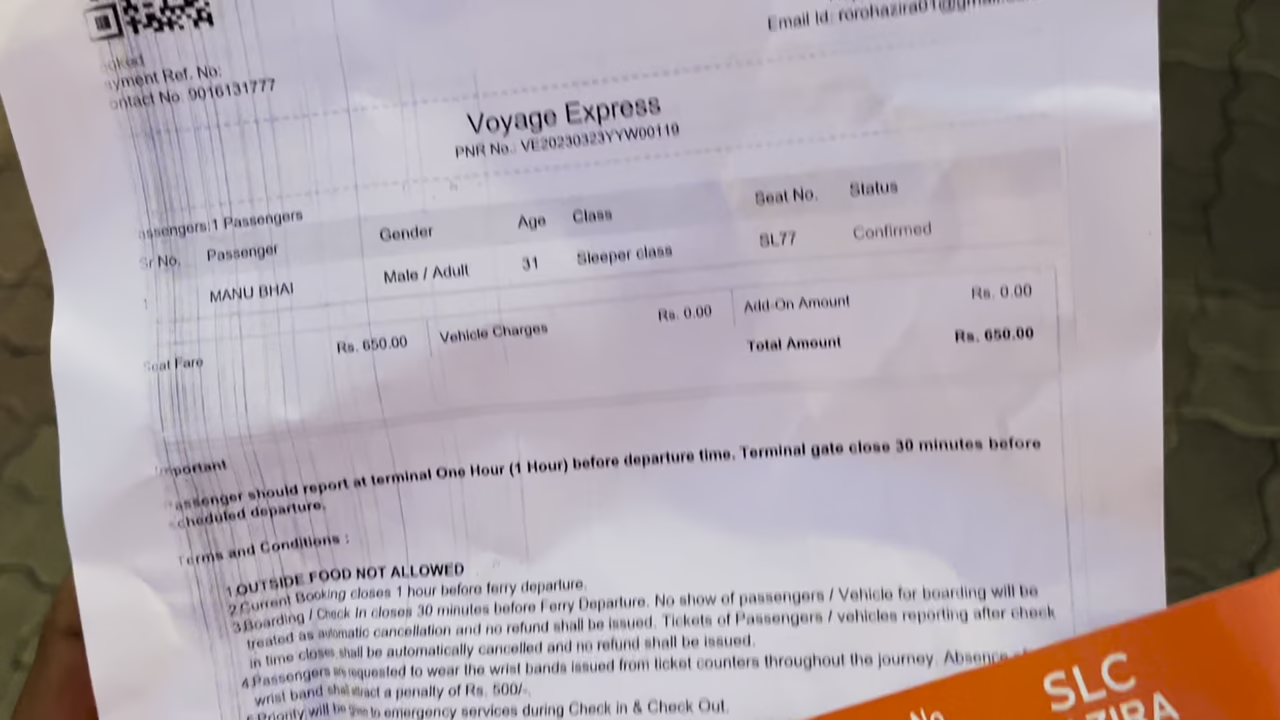 Email Id: rorohazira01@gmail
yment Ref. No:
ontact No. 9016131777
Voyage Express
PNR No.: VE20230323YYW00119
assengers:1 Passengers
Sr No. Passenger Gender Age Class Seat No. Status
1 MANU BHAI Male / Adult 31 Sleeper class SL77 Confirmed
Seat Fare Rs. 650.00 Vehicle Charges Rs. 0.00 Add-On Amount Rs. 0.00
Total Amount Rs. 650.00
Important
Passenger should report at terminal One Hour (1 Hour) before departure time. Terminal gate close 30 minutes before
scheduled departure.
Terms and Conditions :
1.OUTSIDE FOOD NOT ALLOWED
2.Current Booking closes 1 hour before ferry departure.
3.Boarding / Check In closes 30 minutes before Ferry Departure. No show of passengers / Vehicle for boarding will be
treated as automatic cancellation and no refund shall be issued. Tickets of Passengers / vehicles reporting after check
in time closes shall be automatically cancelled and no refund shall be issued.
4.Passengers are requested to wear the wrist bands issued from ticket counters throughout the journey. Absence
wrist band shall attract a penalty of Rs. 500/-.
Priority will be given to emergency services during Check in & Check Out.
SLC
AZIRA
No